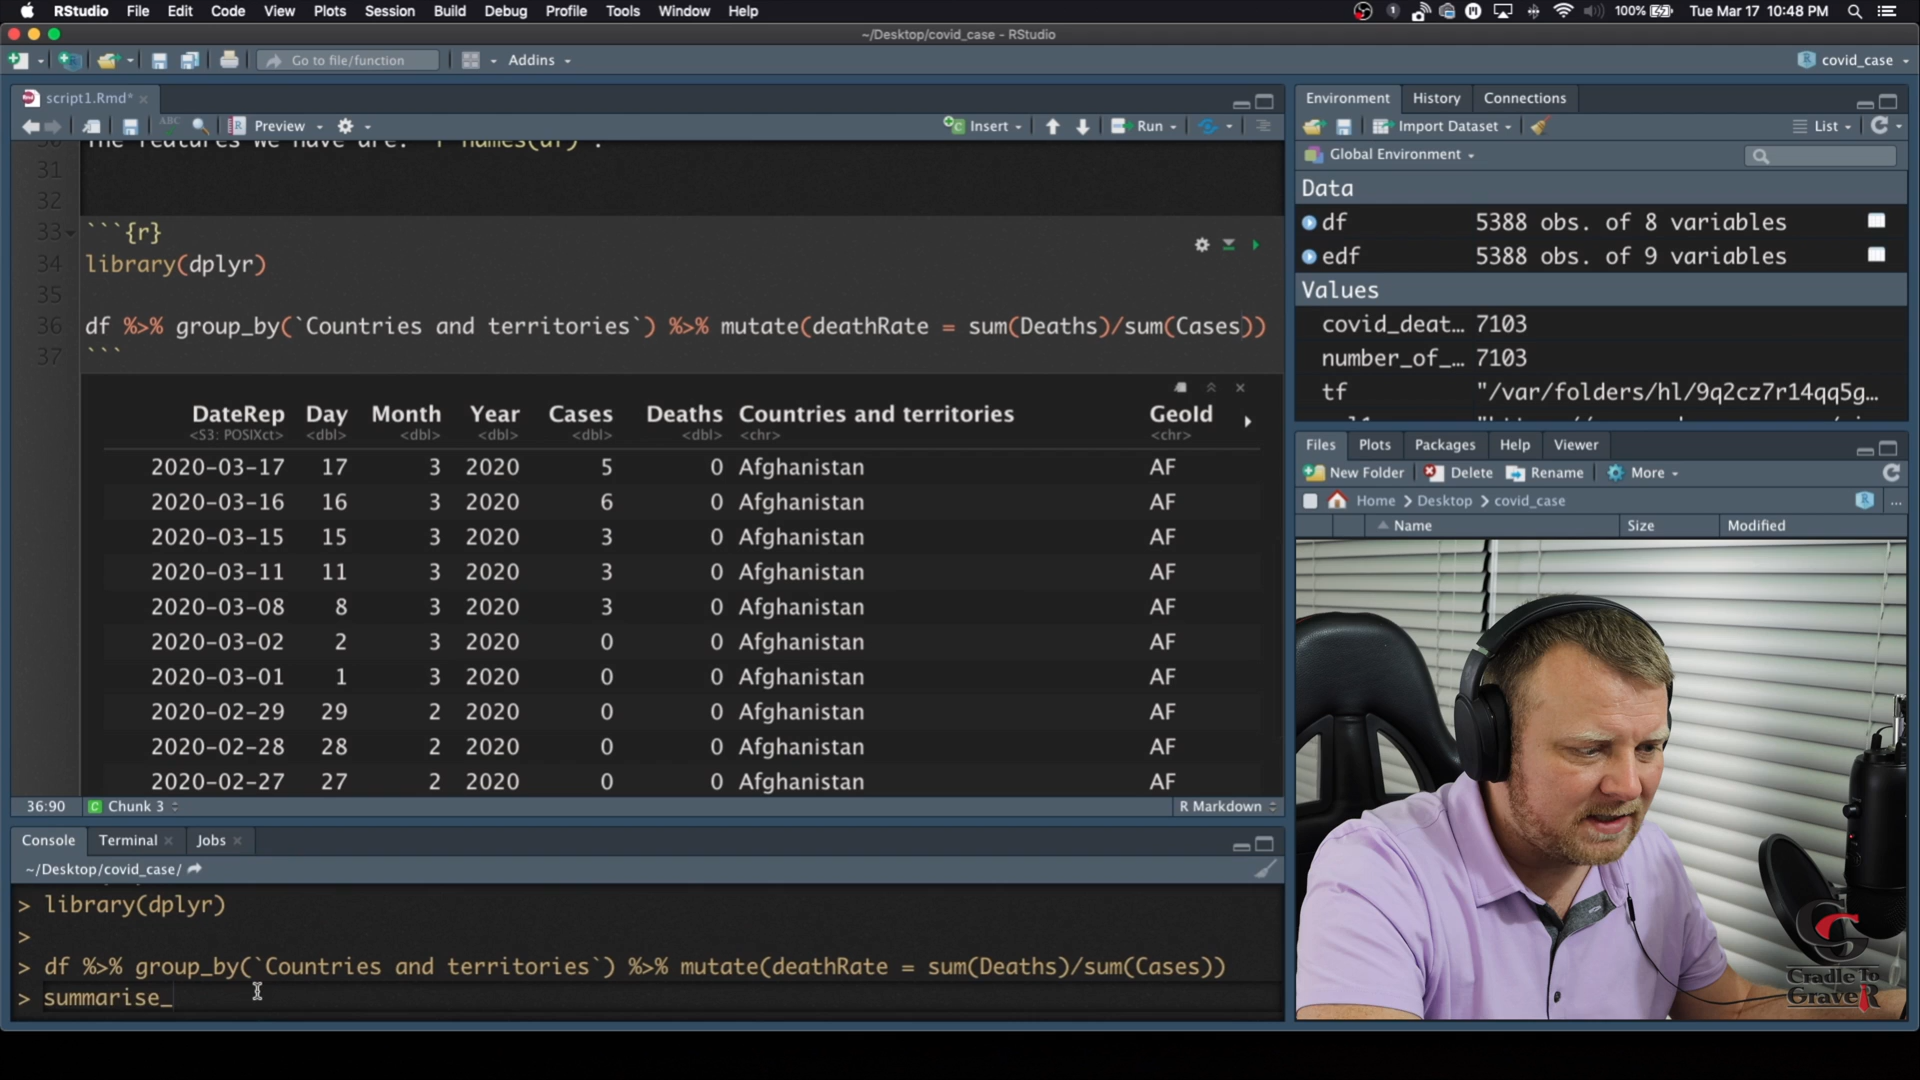 RStudio File Edit Code View Plots Session Build Debug Profile Tools Window Help
100% Tue Mar 17 10:48 PM
~/Desktop/covid_case - RStudio
Go to file/function
Addins
covid_case
script1.Rmd*
Preview
Insert
Run
31
32
33 ```{r}
34 library(dplyr)
35
36 df %>% group_by(`Countries and territories`) %>% mutate(deathRate = sum(Deaths)/sum(Cases))
37 ```
DateRep Day Month Year Cases Deaths Countries and territories GeoId
<S3: POSIXct> <dbl> <dbl> <dbl> <dbl> <dbl> <chr> <chr>
2020-03-17 17 3 2020 5 0 Afghanistan AF
2020-03-16 16 3 2020 6 0 Afghanistan AF
2020-03-15 15 3 2020 3 0 Afghanistan AF
2020-03-11 11 3 2020 3 0 Afghanistan AF
2020-03-08 8 3 2020 3 0 Afghanistan AF
2020-03-02 2 3 2020 0 0 Afghanistan AF
2020-03-01 1 3 2020 0 0 Afghanistan AF
2020-02-29 29 2 2020 0 0 Afghanistan AF
2020-02-28 28 2 2020 0 0 Afghanistan AF
2020-02-27 27 2 2020 0 0 Afghanistan AF
36:90 Chunk 3
R Markdown
Console Terminal Jobs
~/Desktop/covid_case/
> library(dplyr)
>
> df %>% group_by(`Countries and territories`) %>% mutate(deathRate = sum(Deaths)/sum(Cases))
> summarise_
Environment History Connections
Import Dataset
List
Global Environment
Data
df 5388 obs. of 8 variables
edf 5388 obs. of 9 variables
Values
covid_deat… 7103
number_of_… 7103
tf "/var/folders/hl/9q2cz7r14qq5g…
Files Plots Packages Help Viewer
New Folder Delete Rename More
Home Desktop covid_case
Name Size Modified
Cradle To
GraveR